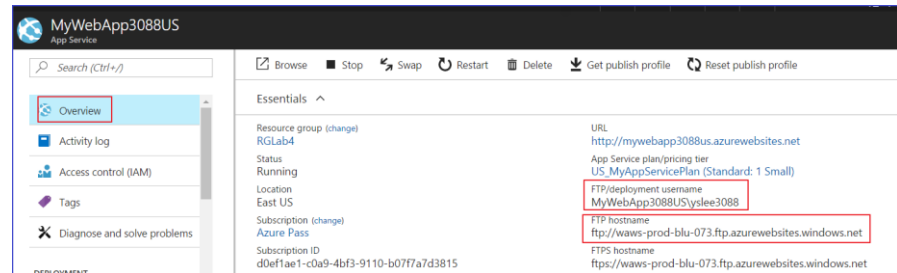 MyWebApp3088US
App Service
Search (Ctrl+/)
Overview
Activity log
Access control (IAM)
Tags
Diagnose and solve problems
DEPLOYMENT
Browse Stop Swap Restart Delete Get publish profile Reset publish profile
Essentials
Resource group (change)
RGLab4
Status
Running
Location
East US
Subscription (change)
Azure Pass
Subscription ID
d0ef1ae1-c0a9-4bf3-9110-b07f7a7d3815
URL
http://mywebapp3088us.azurewebsites.net
App Service plan/pricing tier
US_MyAppServicePlan (Standard: 1 Small)
FTP/deployment username
MyWebApp3088US\yslee3088
FTP hostname
ftp://waws-prod-blu-073.ftp.azurewebsites.windows.net
FTPS hostname
ftps://waws-prod-blu-073.ftp.azurewebsites.windows.net